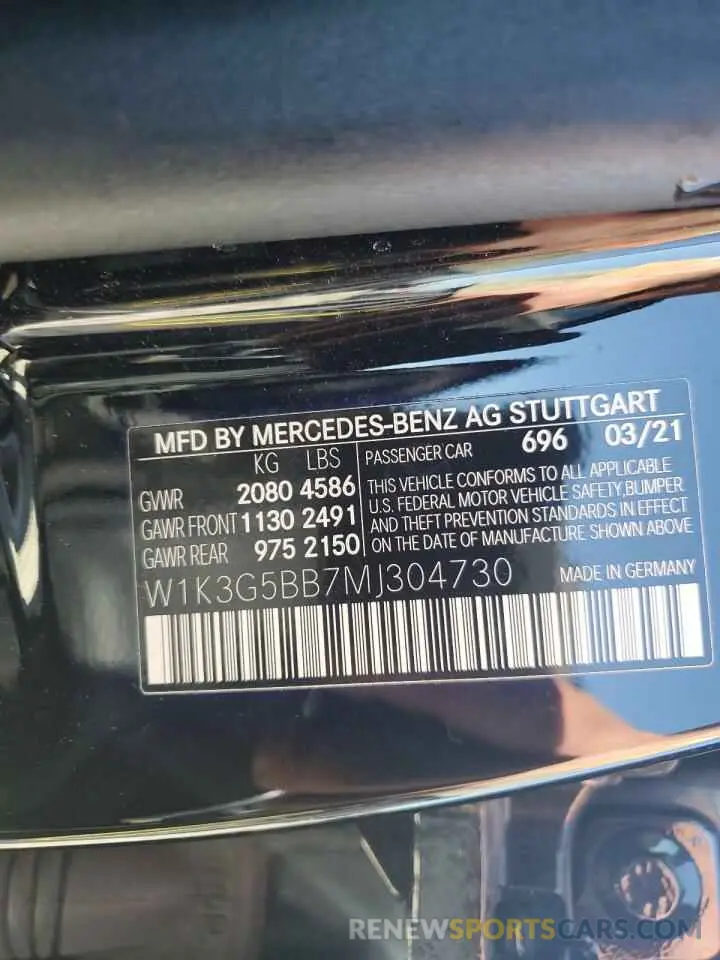 MFD BY MERCEDES-BENZ AG STUTTGART
KG LBS
PASSENGER CAR 696 03/21
GVWR 2080 4586
GAWR FRONT 1130 2491
GAWR REAR 975 2150
THIS VEHICLE CONFORMS TO ALL APPLICABLE
U.S. FEDERAL MOTOR VEHICLE SAFETY,BUMPER
AND THEFT PREVENTION STANDARDS IN EFFECT
ON THE DATE OF MANUFACTURE SHOWN ABOVE
W1K3G5BB7MJ304730 MADE IN GERMANY
RENEWSPORTSCARS.COM